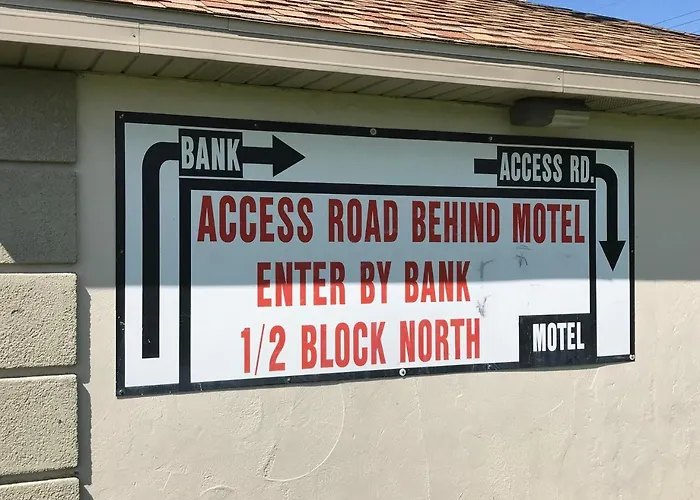 BANK
ACCESS RD.
ACCESS ROAD BEHIND MOTEL
ENTER BY BANK
1/2 BLOCK NORTH
MOTEL